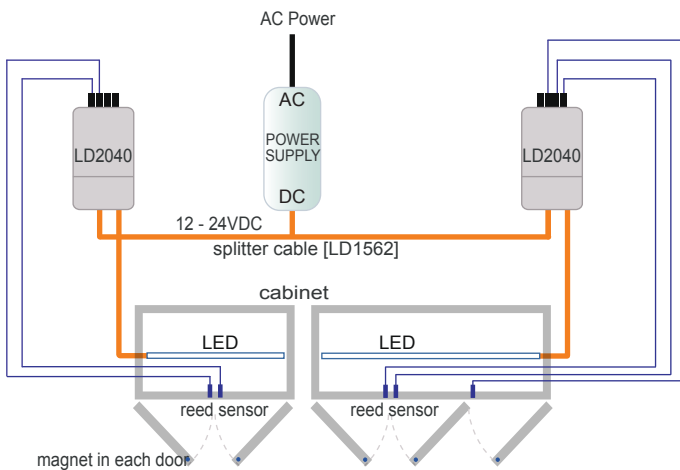 AC Power
AC
POWER
SUPPLY
DC
LD2040
LD2040
12 - 24VDC
splitter cable [LD1562]
cabinet
LED
LED
reed sensor
reed sensor
magnet in each door